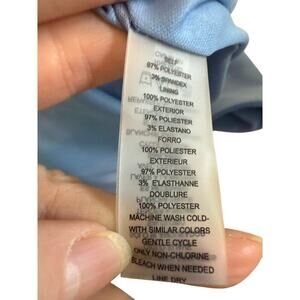 SELF
97% POLYESTER
3% SPANDEX
LINING
100% POLYESTER
EXTERIOR
97% POLIESTER
3% ELASTANO
FORRO
100% POLIESTER
EXTERIEUR
97% POLYESTER
3% ELASTHANNE
DOUBLURE
100% POLYESTER
MACHINE WASH COLD-
WITH SIMILAR COLORS
GENTLE CYCLE
ONLY NON-CHLORINE
BLEACH WHEN NEEDED
LINE DRY